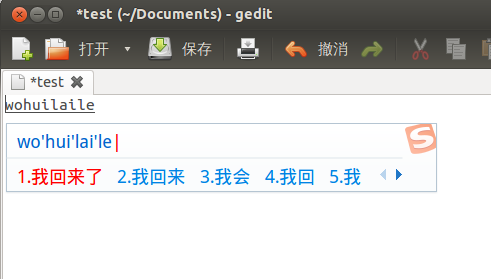 *test (~/Documents) - gedit
打开 保存 撤消
*test
wohuilaile
wo'hui'lai'le
1.我回来了 2.我回来 3.我会 4.我回 5.我